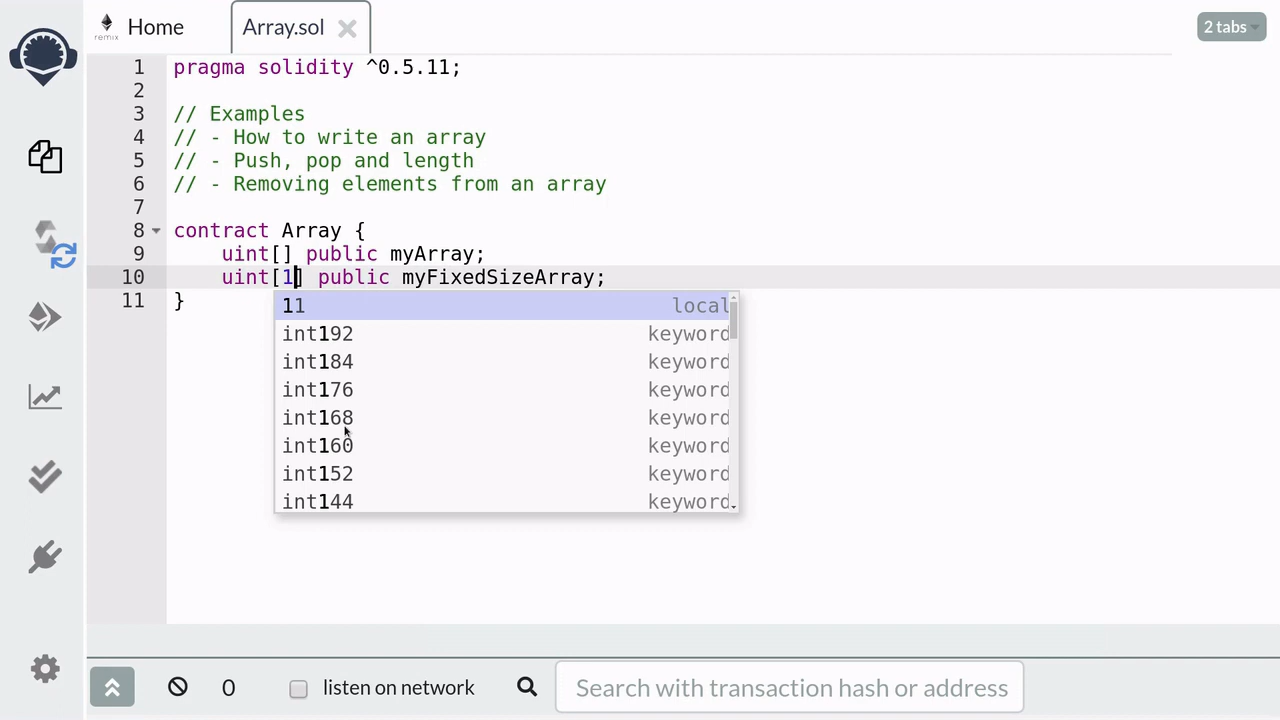 remix
Home
Array.sol
2 tabs
1 pragma solidity ^0.5.11;
2
3 // Examples
4 // - How to write an array
5 // - Push, pop and length
6 // - Removing elements from an array
7
8 contract Array {
9 uint[] public myArray;
10 uint[1] public myFixedSizeArray;
11 }
11 local
int192 keyword
int184 keyword
int176 keyword
int168 keyword
int160 keyword
int152 keyword
int144 keyword
0 listen on network Search with transaction hash or address